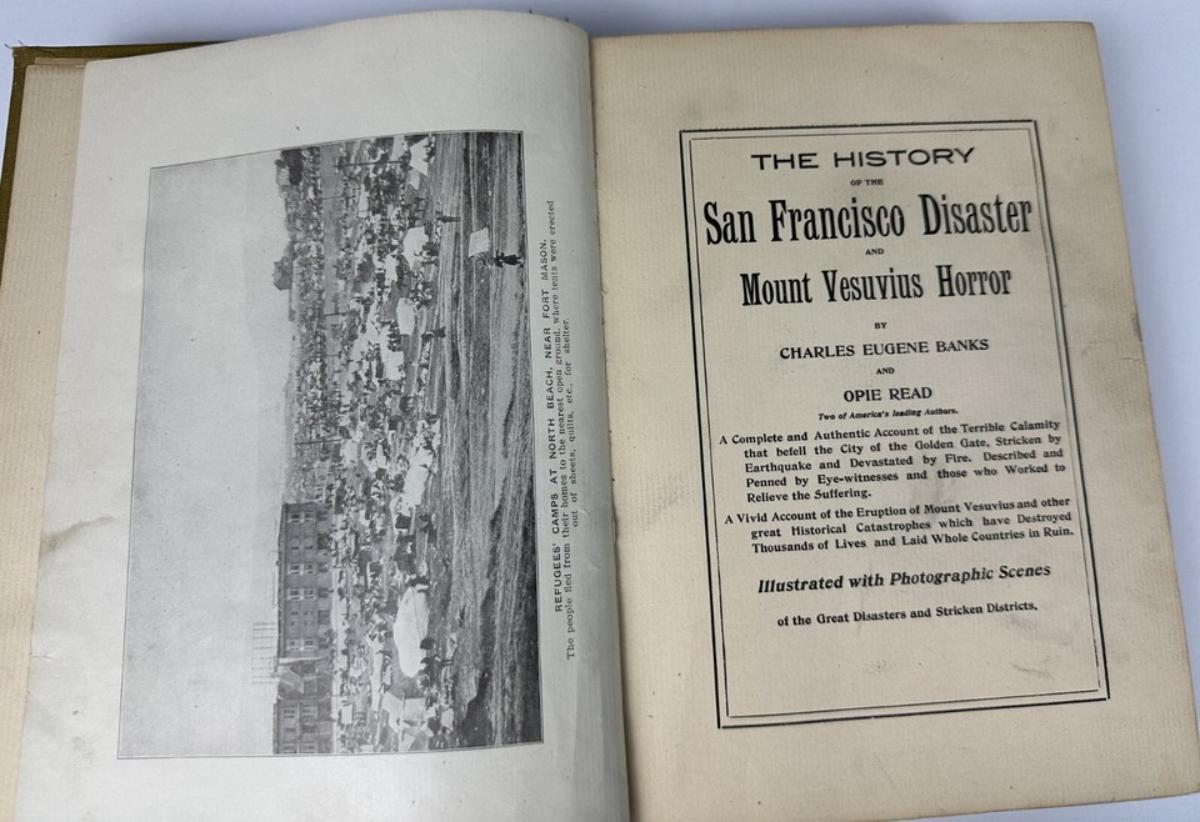 REFUGEES' CAMPS AT NORTH BEACH, NEAR FORT MASON.
The people fled from their homes to the nearest open ground, where tents were erected
out of sheets, quilts, etc., for shelter.
THE HISTORY
OF THE
San Francisco Disaster
AND
Mount Vesuvius Horror
BY
CHARLES EUGENE BANKS
AND
OPIE READ
Two of America's leading Authors.
A Complete and Authentic Account of the Terrible Calamity
that befell the City of the Golden Gate, Stricken by
Earthquake and Devastated by Fire. Described and
Penned by Eye-witnesses and those who Worked to
Relieve the Suffering.
A Vivid Account of the Eruption of Mount Vesuvius and other
great Historical Catastrophes which have Destroyed
Thousands of Lives and Laid Whole Countries in Ruin.
Illustrated with Photographic Scenes
of the Great Disasters and Stricken Districts.